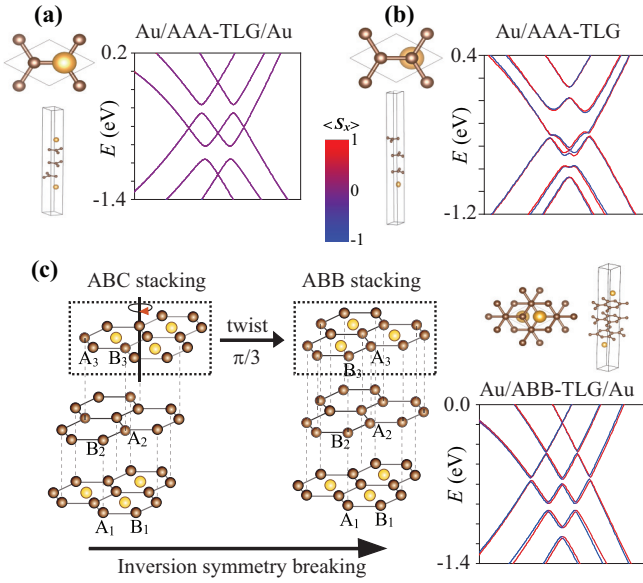 (a)
Au/AAA-TLG/Au
0.2
E (eV)
-1.4
<Sx>
1
0
-1
(b)
Au/AAA-TLG
0.4
E (eV)
-1.2
(c)
ABC stacking
ABB stacking
twist
π/3
A3 B3
A3
B3
B2 A2
B2 A2
A1 B1
A1 B1
Inversion symmetry breaking
Au/ABB-TLG/Au
0.0
E (eV)
-1.4